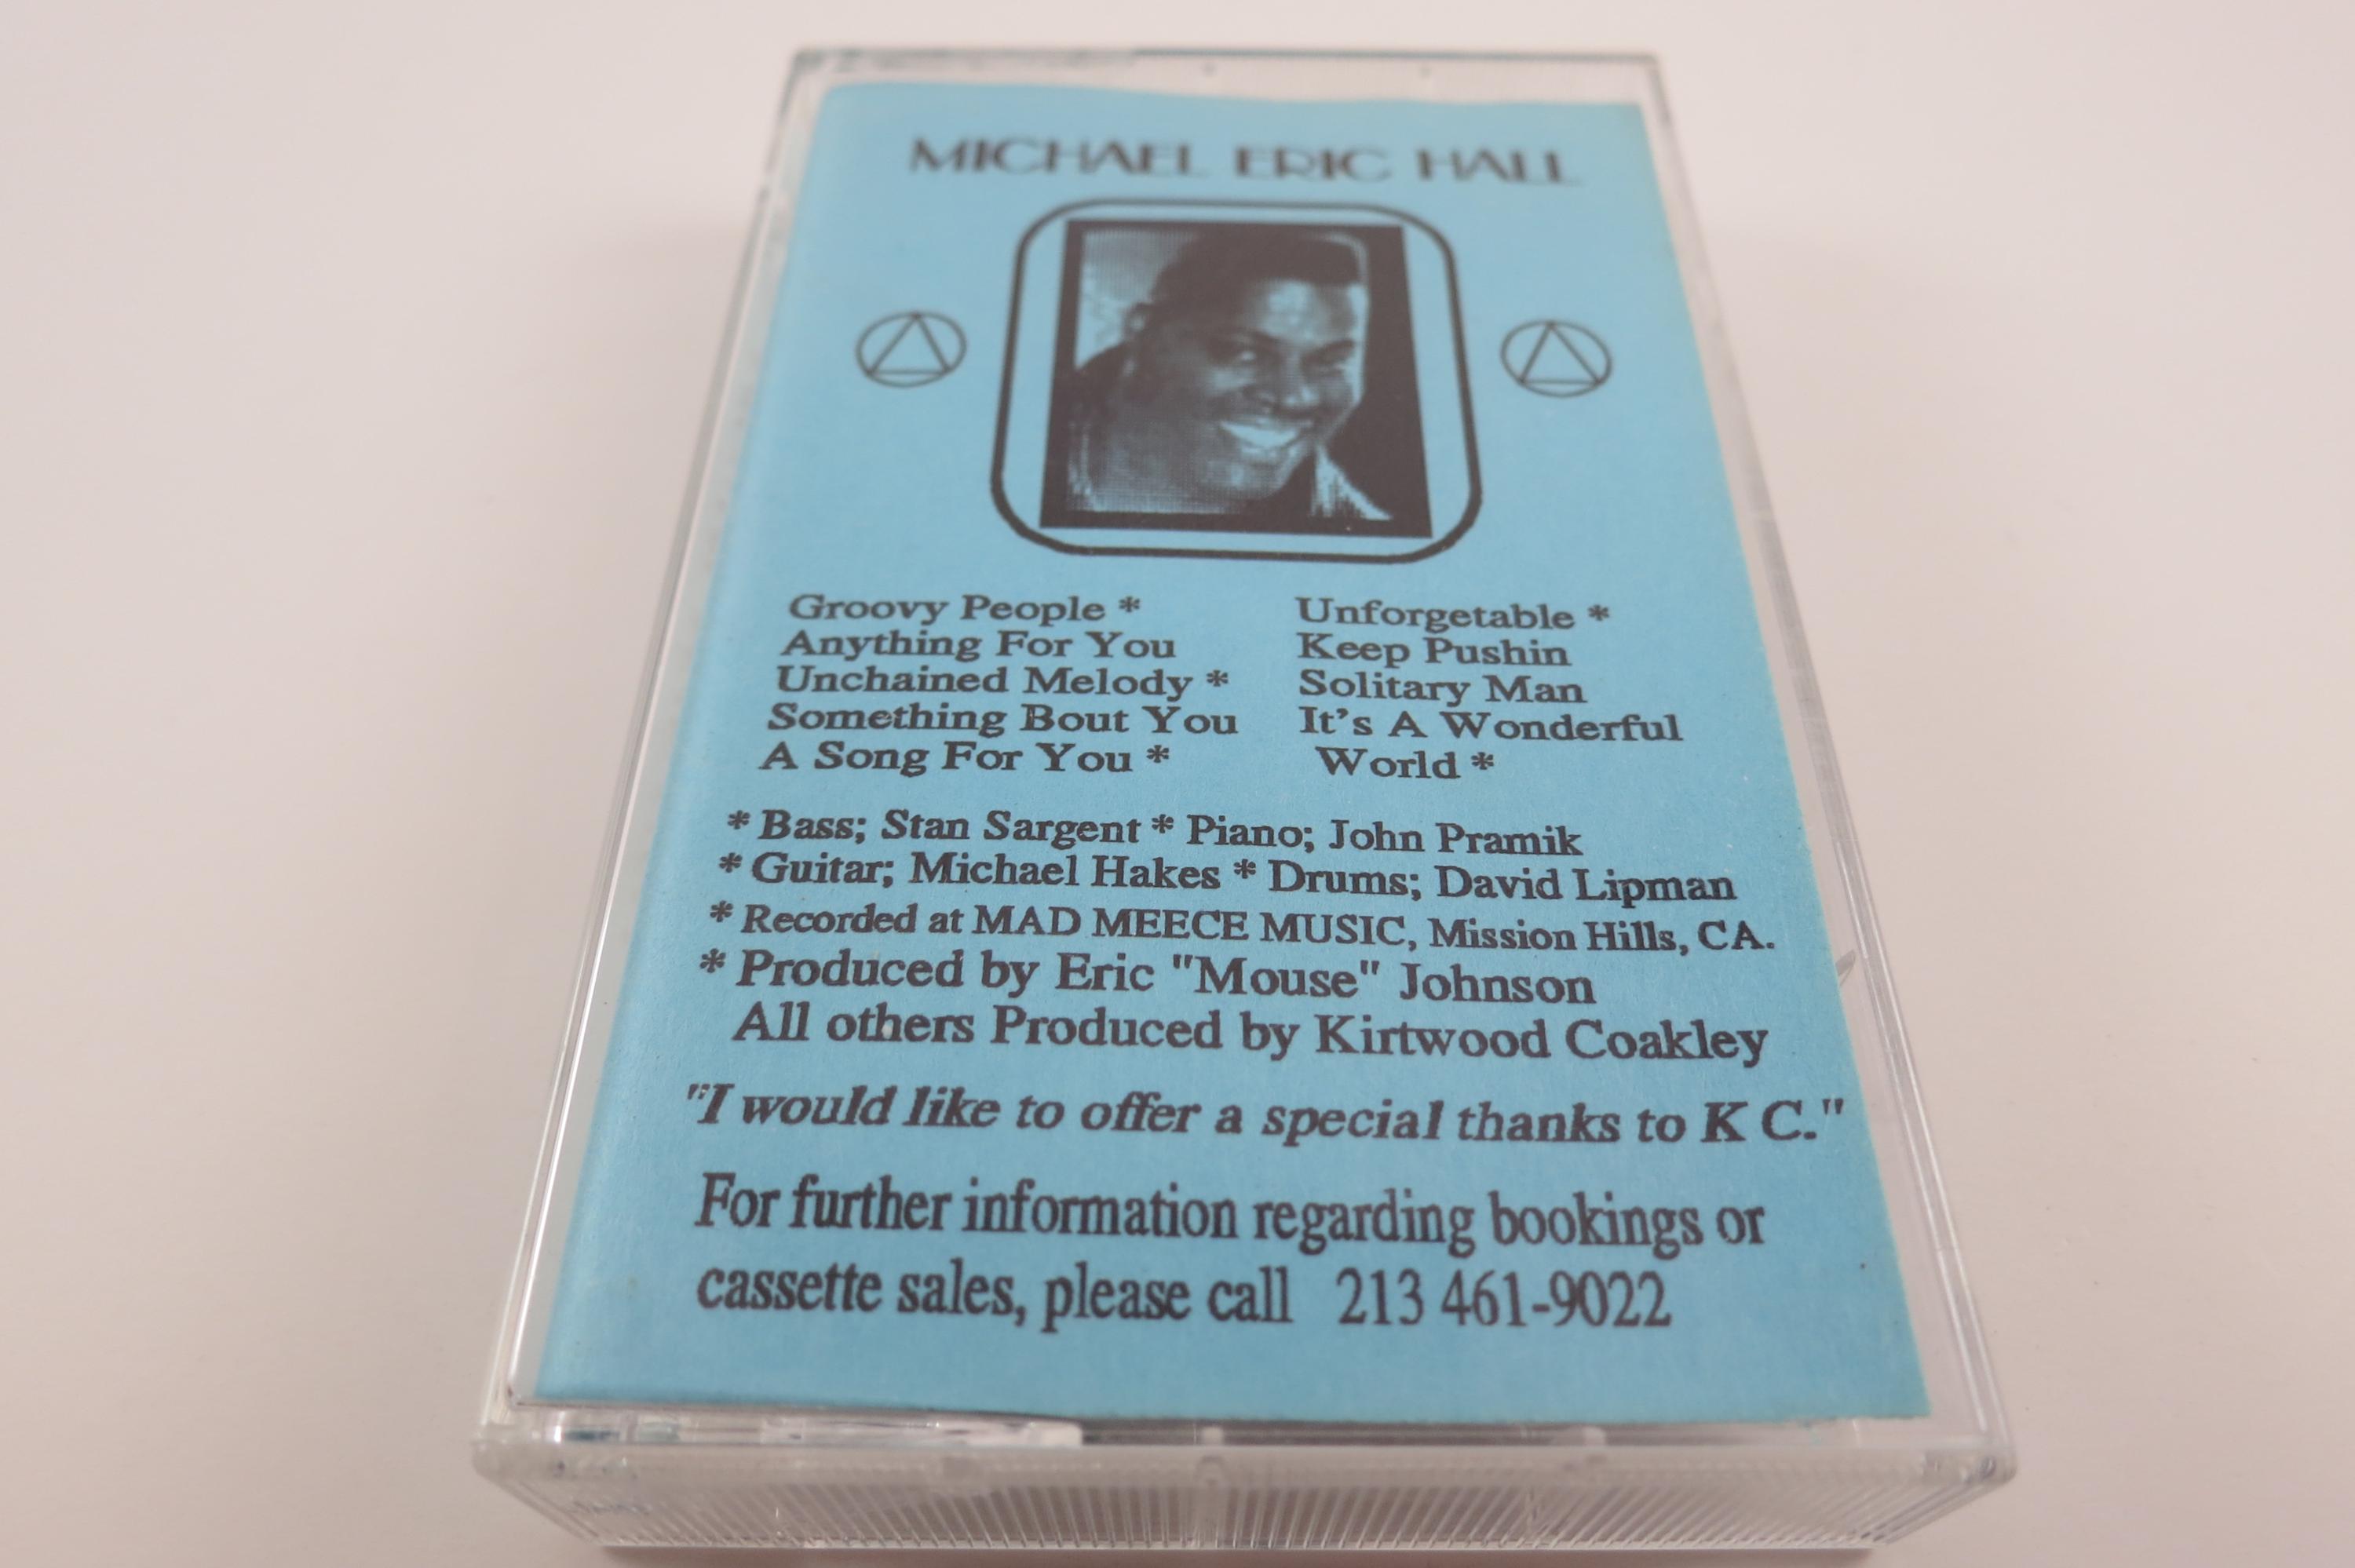 MICHAEL ERIC HALL
Groovy People *
Anything For You
Unchained Melody *
Something Bout You
A Song For You *
Unforgetable *
Keep Pushin
Solitary Man
It's A Wonderful
World *
* Bass; Stan Sargent * Piano; John Pramik
* Guitar; Michael Hakes * Drums; David Lipman
* Recorded at MAD MEECE MUSIC, Mission Hills, CA.
* Produced by Eric "Mouse" Johnson
All others Produced by Kirtwood Coakley
"I would like to offer a special thanks to K C."
For further information regarding bookings or
cassette sales, please call 213 461-9022